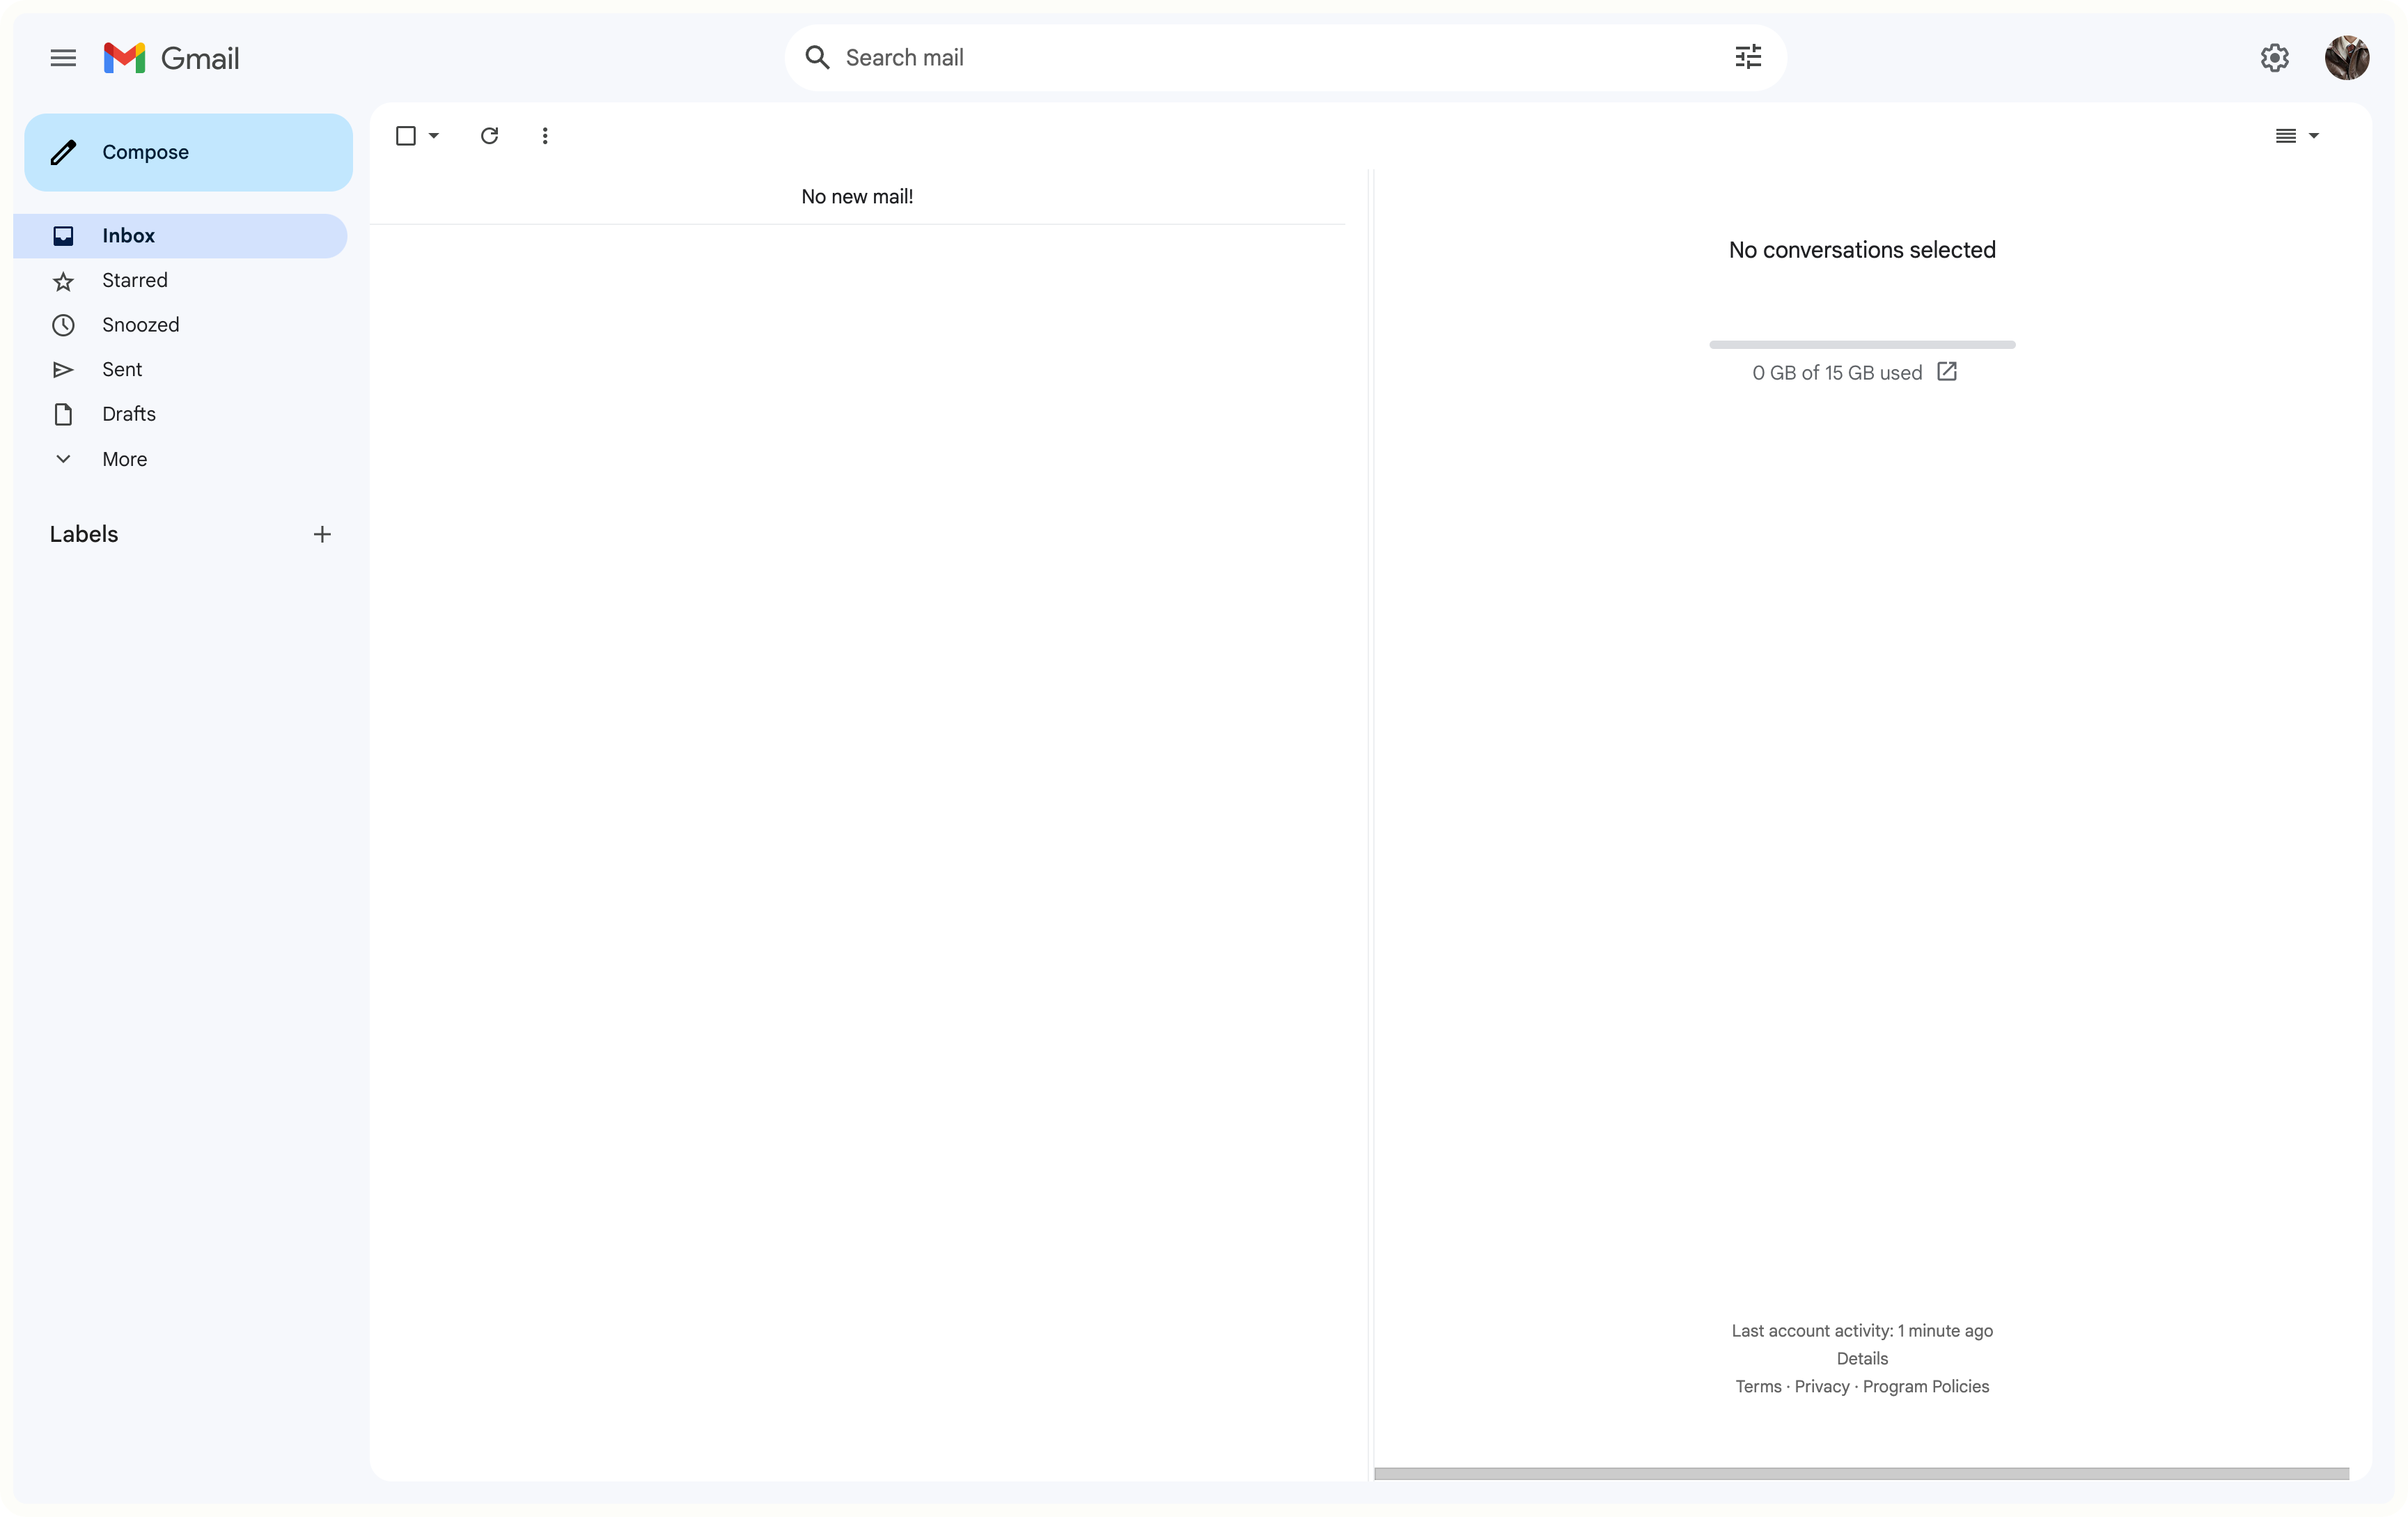 Gmail
Search mail
Compose
Inbox
Starred
Snoozed
Sent
Drafts
More
Labels
No new mail!
No conversations selected
0 GB of 15 GB used
Last account activity: 1 minute ago
Details
Terms · Privacy · Program Policies